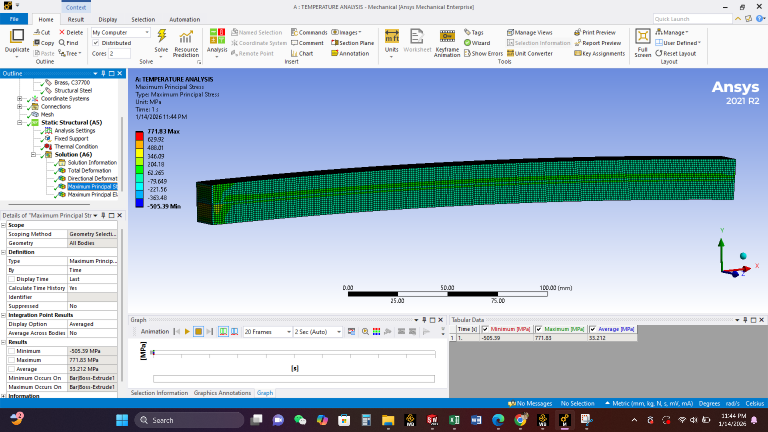 A : TEMPERATURE ANALYSIS - Mechanical [Ansys Mechanical Enterprise]
Context
File Home Result Display Selection Automation
Quick Launch
Duplicate Cut Delete My Computer Solve Resource Prediction Analysis Named Selection Commands Images Units Worksheet Keyframe Animation Tags Manage Views Print Preview Full Screen Manage
Copy Find Distributed Coordinate System Comment Section Plane Wizard Selection Information Report Preview User Defined
Paste Tree Cores 2 Remote Point Chart Annotation Show Errors Unit Converter Key Assignments Reset Layout
Outline Solve Insert Tools Layout
Outline
Brass, C37700
Structural Steel
Coordinate Systems
Connections
Mesh
Static Structural (A5)
Analysis Settings
Fixed Support
Thermal Condition
Solution (A6)
Solution Information
Total Deformation
Directional Deformat
Maximum Principal St
Maximum Principal El
Details of "Maximum Principal Str
Scope
Scoping Method Geometry Selecti...
Geometry All Bodies
Definition
Type Maximum Princip...
By Time
Display Time Last
Calculate Time History Yes
Identifier
Suppressed No
Integration Point Results
Display Option Averaged
Average Across Bodies No
Results
Minimum -505.39 MPa
Maximum 771.83 MPa
Average 33.212 MPa
Minimum Occurs On Bar|Boss-Extrude1
Maximum Occurs On Bar|Boss-Extrude1
Information
A: TEMPERATURE ANALYSIS
Maximum Principal Stress
Type: Maximum Principal Stress
Unit: MPa
Time: 1 s
1/14/2026 11:44 PM
771.83 Max
629.92
488.01
346.09
204.18
62.265
-79.649
-221.56
-363.48
-505.39 Min
Ansys
2021 R2
Y
X
Z
0.00 50.00 100.00 (mm)
25.00 75.00
Graph
Animation 20 Frames 2 Sec (Auto)
[MPa]
[s]
Selection Information Graphics Annotations Graph
Tabular Data
Time [s] Minimum [MPa] Maximum [MPa] Average [MPa]
1 1. -505.39 771.83 33.212
No Messages No Selection Metric (mm, kg, N, s, mV, mA) Degrees rad/s Celsius
Search
11:44 PM
1/14/2026